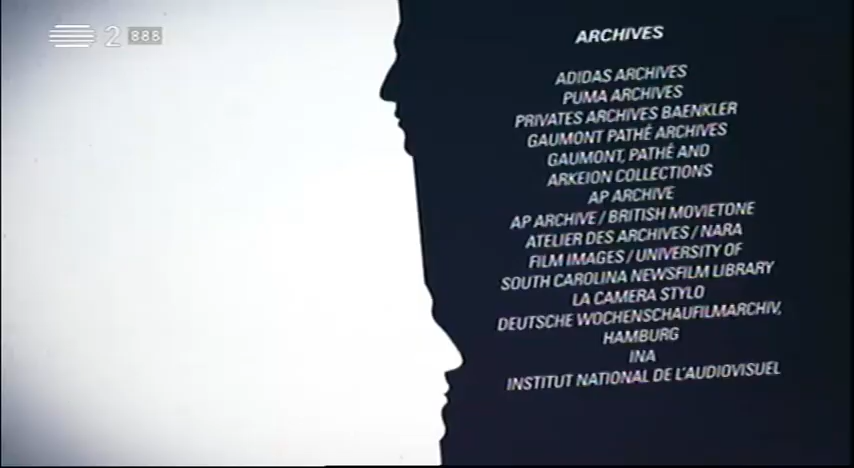 2 888
ARCHIVES
ADIDAS ARCHIVES
PUMA ARCHIVES
PRIVATES ARCHIVES BAENKLER
GAUMONT PATHÉ ARCHIVES
GAUMONT, PATHÉ AND
ARKEION COLLECTIONS
AP ARCHIVE
AP ARCHIVE / BRITISH MOVIETONE
ATELIER DES ARCHIVES / NARA
FILM IMAGES / UNIVERSITY OF
SOUTH CAROLINA NEWSFILM LIBRARY
LA CAMERA STYLO
DEUTSCHE WOCHENSCHAUFILMARCHIV,
HAMBURG
INA
INSTITUT NATIONAL DE L'AUDIOVISUEL